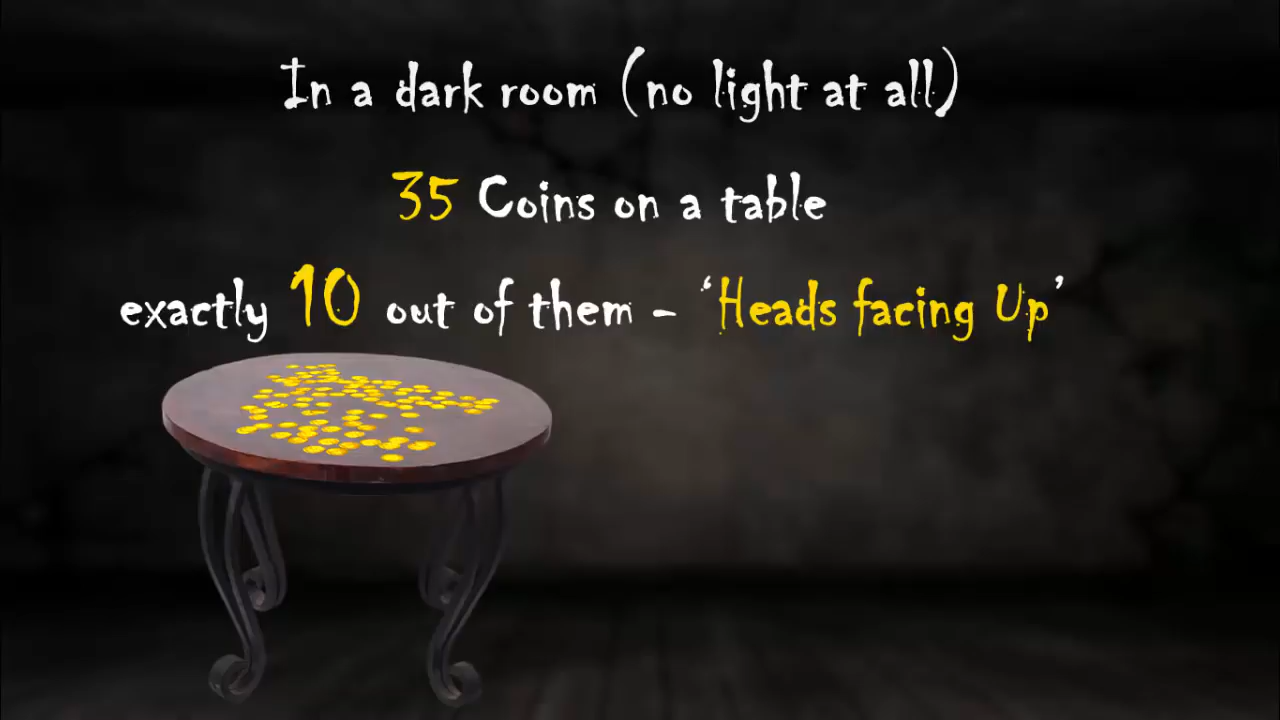 In a dark room (no light at all)
35 Coins on a table
exactly 10 out of them - 'Heads facing Up'